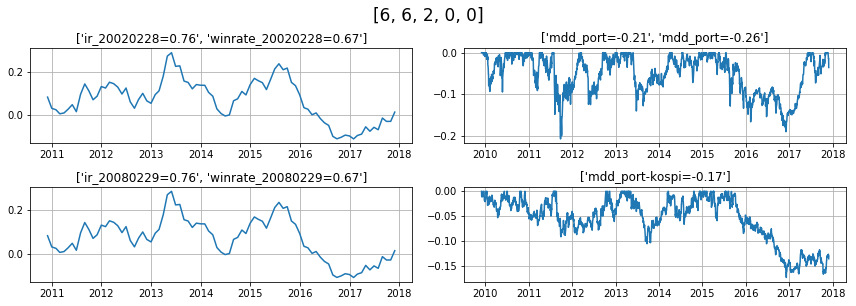 [6, 6, 2, 0, 0]
['ir_20020228=0.76', 'winrate_20020228=0.67']
0.2
0.0
2011 2012 2013 2014 2015 2016 2017 2018
['mdd_port=-0.21', 'mdd_port=-0.26']
0.0
−0.1
−0.2
2010 2011 2012 2013 2014 2015 2016 2017 2018
['ir_20080229=0.76', 'winrate_20080229=0.67']
0.2
0.0
2011 2012 2013 2014 2015 2016 2017 2018
['mdd_port-kospi=-0.17']
0.00
−0.05
−0.10
−0.15
2010 2011 2012 2013 2014 2015 2016 2017 2018